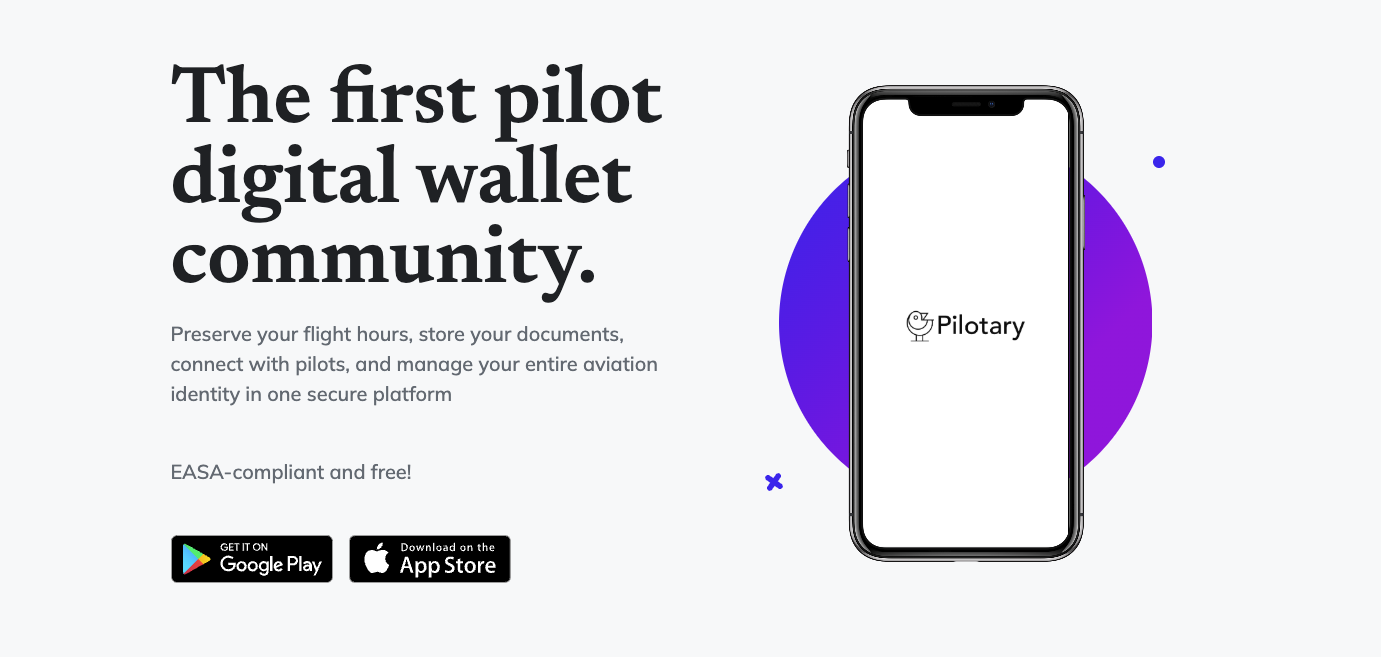 The first pilot
digital wallet
community.
Preserve your flight hours, store your documents,
connect with pilots, and manage your entire aviation
identity in one secure platform
EASA-compliant and free!
GET IT ON
Google Play
Download on the
App Store
Pilotary